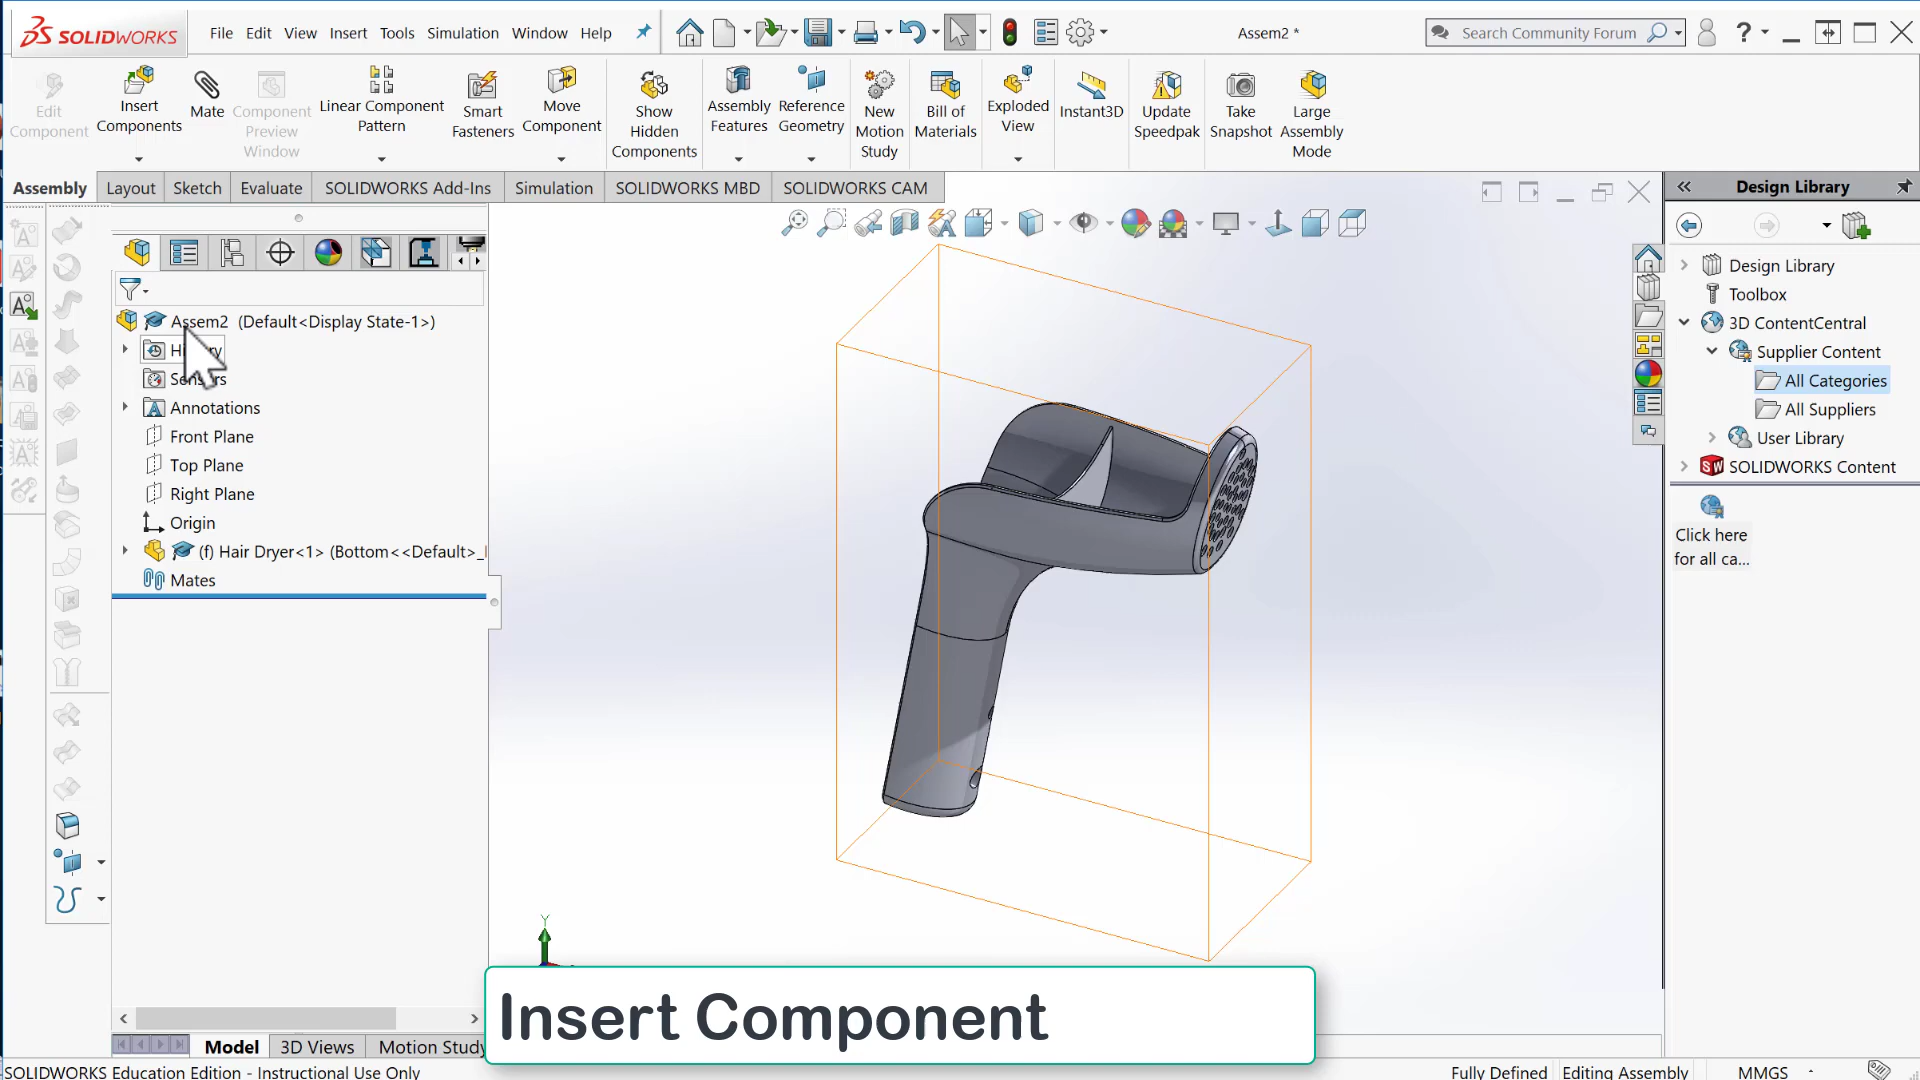 SOLIDWORKS
File Edit View Insert Tools Simulation Window Help
Assem2 *
Search Community Forum
Edit Component
Insert Components
Mate
Component Preview Window
Linear Component Pattern
Smart Fasteners
Move Component
Show Hidden Components
Assembly Features
Reference Geometry
New Motion Study
Bill of Materials
Exploded View
Instant3D
Update Speedpak
Take Snapshot
Large Assembly Mode
Assembly Layout Sketch Evaluate SOLIDWORKS Add-Ins Simulation SOLIDWORKS MBD SOLIDWORKS CAM
Assem2 (Default<Display State-1>)
Annotations
Front Plane
Top Plane
Right Plane
Origin
(f) Hair Dryer<1> (Bottom<<Default>_
Mates
Design Library
Design Library
Toolbox
3D ContentCentral
Supplier Content
All Categories
All Suppliers
User Library
SOLIDWORKS Content
Click here
for all ca...
Y
Insert Component
Model 3D Views Motion Study
SOLIDWORKS Education Edition - Instructional Use Only
Fully Defined Editing Assembly MMGS